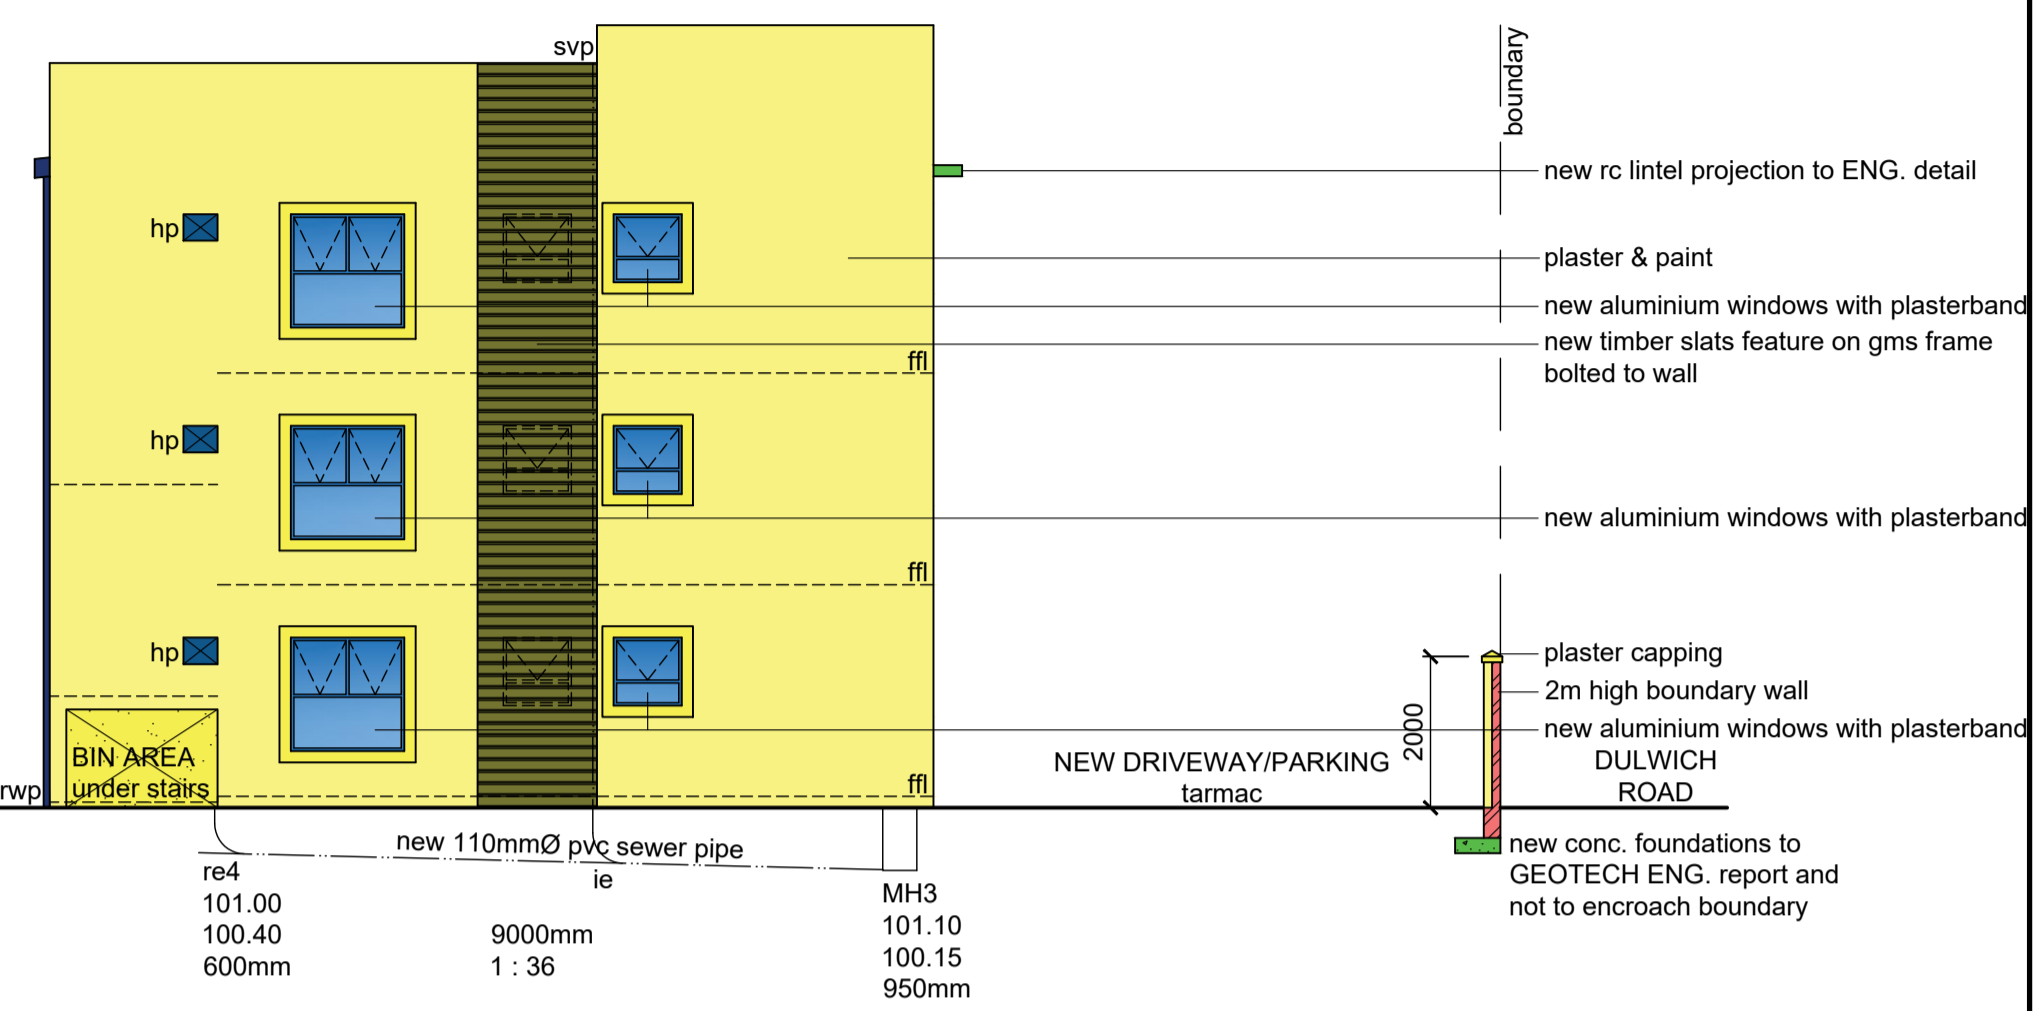 svp
boundary
new rc lintel projection to ENG. detail
hp
plaster & paint
new aluminium windows with plasterband
new timber slats feature on gms frame
bolted to wall
ffl
hp
new aluminium windows with plasterband
ffl
hp
plaster capping
2m high boundary wall
new aluminium windows with plasterband
2000
BIN AREA
under stairs
rwp
ffl
NEW DRIVEWAY/PARKING
tarmac
DULWICH
ROAD
new 110mmØ pvc sewer pipe
new conc. foundations to
GEOTECH ENG. report and
not to encroach boundary
re4
101.00
100.40
600mm
ie
9000mm
1 : 36
MH3
101.10
100.15
950mm